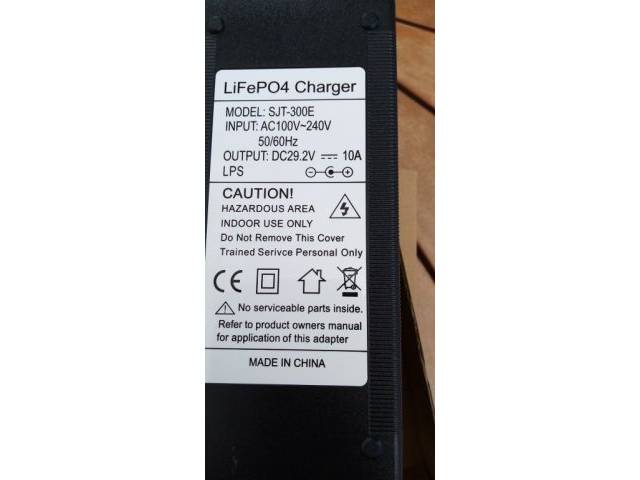 LiFePO4 Charger
MODEL: SJT-300E
INPUT: AC100V~240V
50/60Hz
OUTPUT: DC29.2V ⎓ 10A
LPS
CAUTION!
HAZARDOUS AREA
INDOOR USE ONLY
Do Not Remove This Cover
Trained Serivce Personal Only
CE
No serviceable parts inside.
Refer to product owners manual
for application of this adapter
MADE IN CHINA